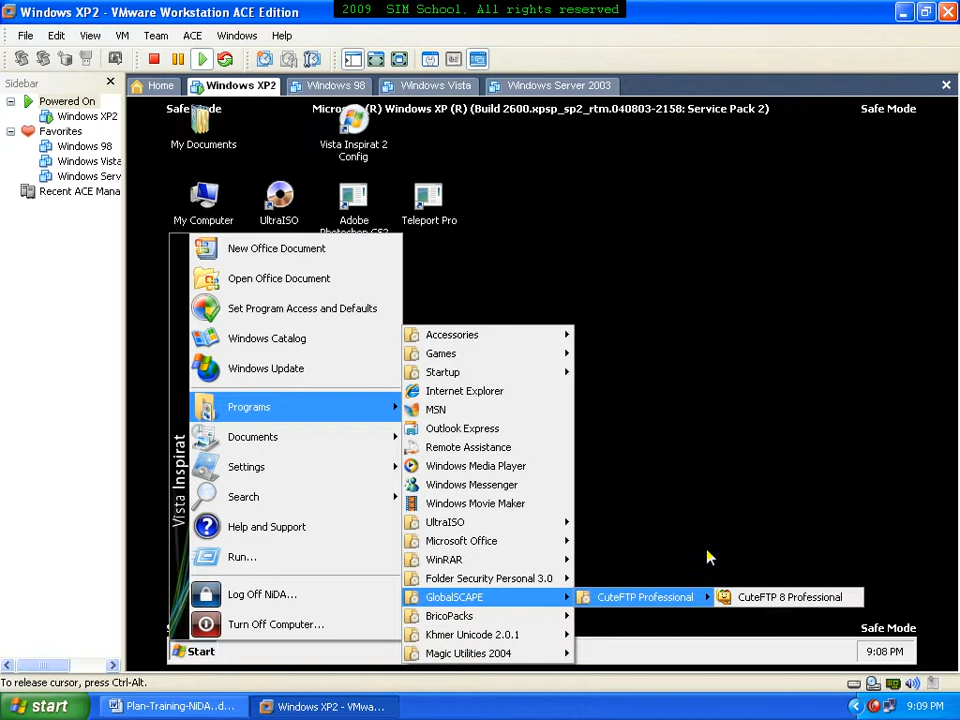 Windows XP2 - VMware Workstation ACE Edition
2009 SIM School, All rights reserved
File Edit View VM Team ACE Windows Help
Sidebar
Home Windows XP2 Windows 98 Windows Vista Windows Server 2003
Powered On
Windows XP2
Favorites
Windows 98
Windows Vista
Windows Serv
Recent ACE Mana
Safe Mode
Microsoft (R) Windows XP (R) (Build 2600.xpsp_sp2_rtm.040803-2158: Service Pack 2)
Safe Mode
My Documents
Vista Inspirat 2
Config
My Computer
UltraISO
Adobe
Photoshop CS2
Teleport Pro
New Office Document
Open Office Document
Set Program Access and Defaults
Windows Catalog
Windows Update
Programs
Documents
Settings
Search
Help and Support
Run...
Log Off NiDA...
Turn Off Computer...
Vista Inspirat
Accessories
Games
Startup
Internet Explorer
MSN
Outlook Express
Remote Assistance
Windows Media Player
Windows Messenger
Windows Movie Maker
UltraISO
Microsoft Office
WinRAR
Folder Security Personal 3.0
GlobalSCAPE
BricoPacks
Khmer Unicode 2.0.1
Magic Utilities 2004
CuteFTP Professional
CuteFTP 8 Professional
Safe Mode
Start
9:08 PM
To release cursor, press Ctrl-Alt.
start
Plan-Training-NiDA..d...
Windows XP2 - VMwa...
9:09 PM